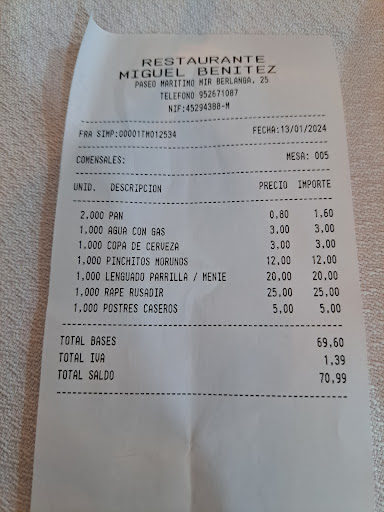 RESTAURANTE
MIGUEL BENITEZ
PASEO MARITIMO MIR BERLANGA, 25
TELEFONO 952671087
NIF:45294388-M
FRA SIMP:00001TM012534 FECHA:13/01/2024
COMENSALES: MESA: 005
UNID. DESCRIPCION PRECIO IMPORTE
2,000 PAN 0,80 1,60
1,000 AGUA CON GAS 3,00 3,00
1,000 COPA DE CERVEZA 3,00 3,00
1,000 PINCHITOS MORUNOS 12,00 12,00
1,000 LENGUADO PARRILLA / MENIE 20,00 20,00
1,000 RAPE RUSADIR 25,00 25,00
1,000 POSTRES CASEROS 5,00 5,00
TOTAL BASES 69,60
TOTAL IVA 1,39
TOTAL SALDO 70,99